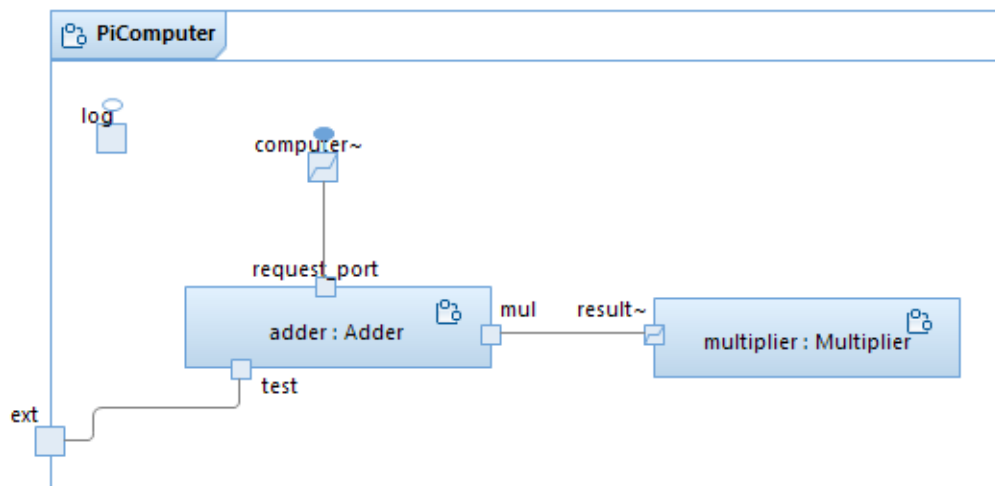 PiComputer
log
computer~
request_port
adder : Adder
mul
result~
multiplier : Multiplier
test
ext